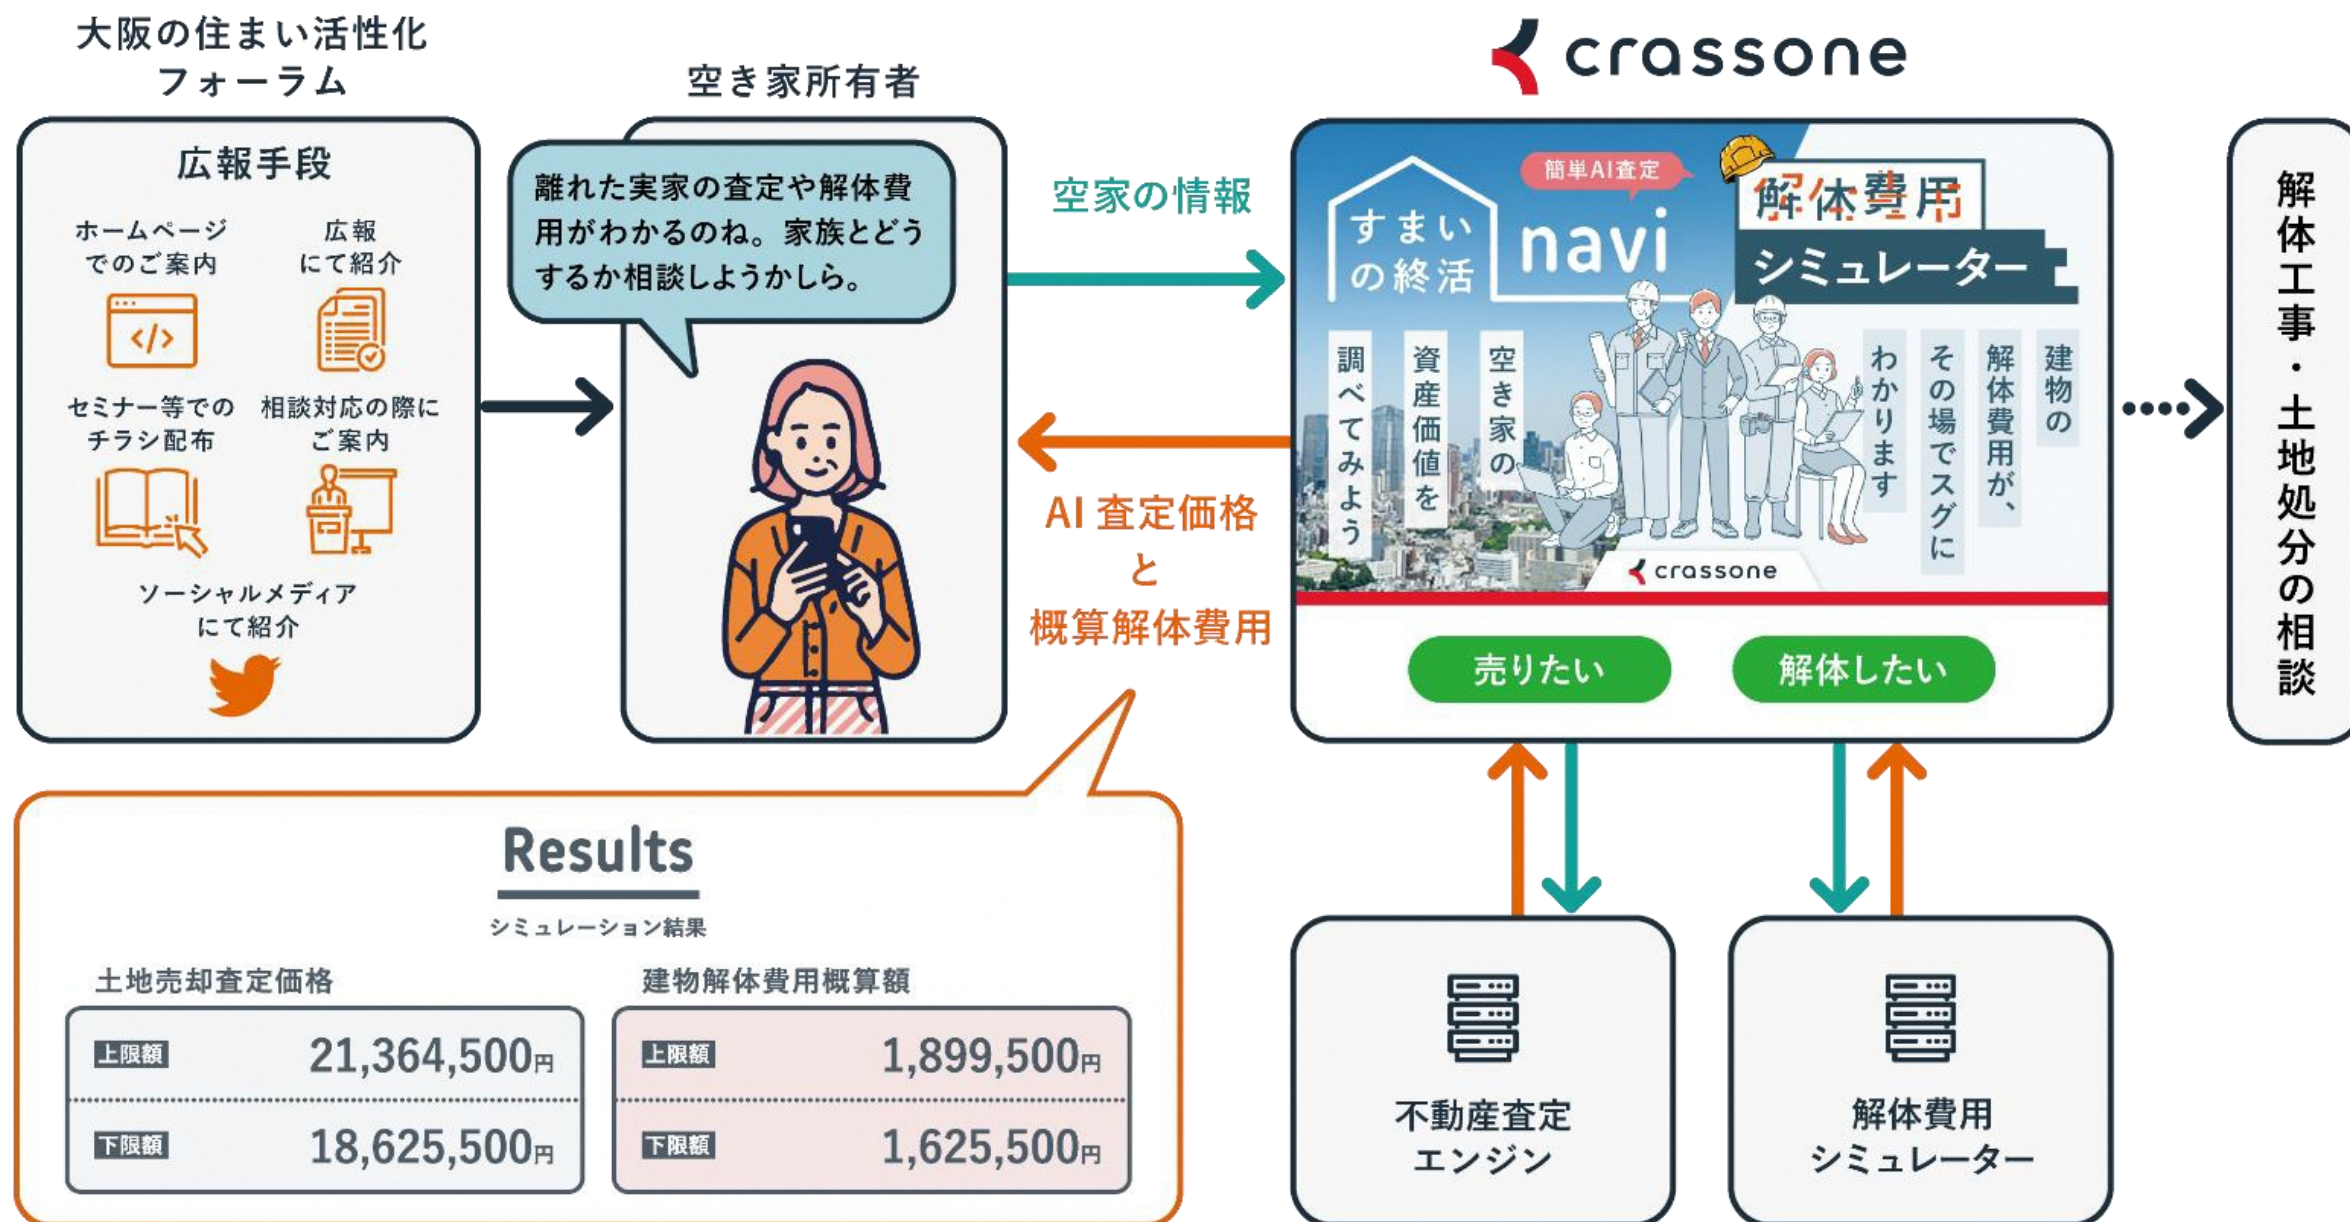 大阪の住まい活性化
フォーラム
広報手段
ホームページ
でのご案内
広報
にて紹介
</>
セミナー等での
チラシ配布
相談対応の際に
ご案内
ソーシャルメディア
にて紹介
空き家所有者
離れた実家の査定や解体費
用がわかるのね。家族とどう
するか相談しようかしら。
空家の情報
AI 査定価格
と
概算解体費用
crassone
すまい
の終活
navi
簡単AI査定
解体費用
シミュレーター
空き家の
資産価値を
調べてみよう
建物の
解体費用が、
その場でスグに
わかります
crassone
売りたい
解体したい
解体工事・土地処分の相談
Results
シミュレーション結果
土地売却査定価格
上限額 21,364,500円
下限額 18,625,500円
建物解体費用概算額
上限額 1,899,500円
下限額 1,625,500円
不動産査定
エンジン
解体費用
シミュレーター